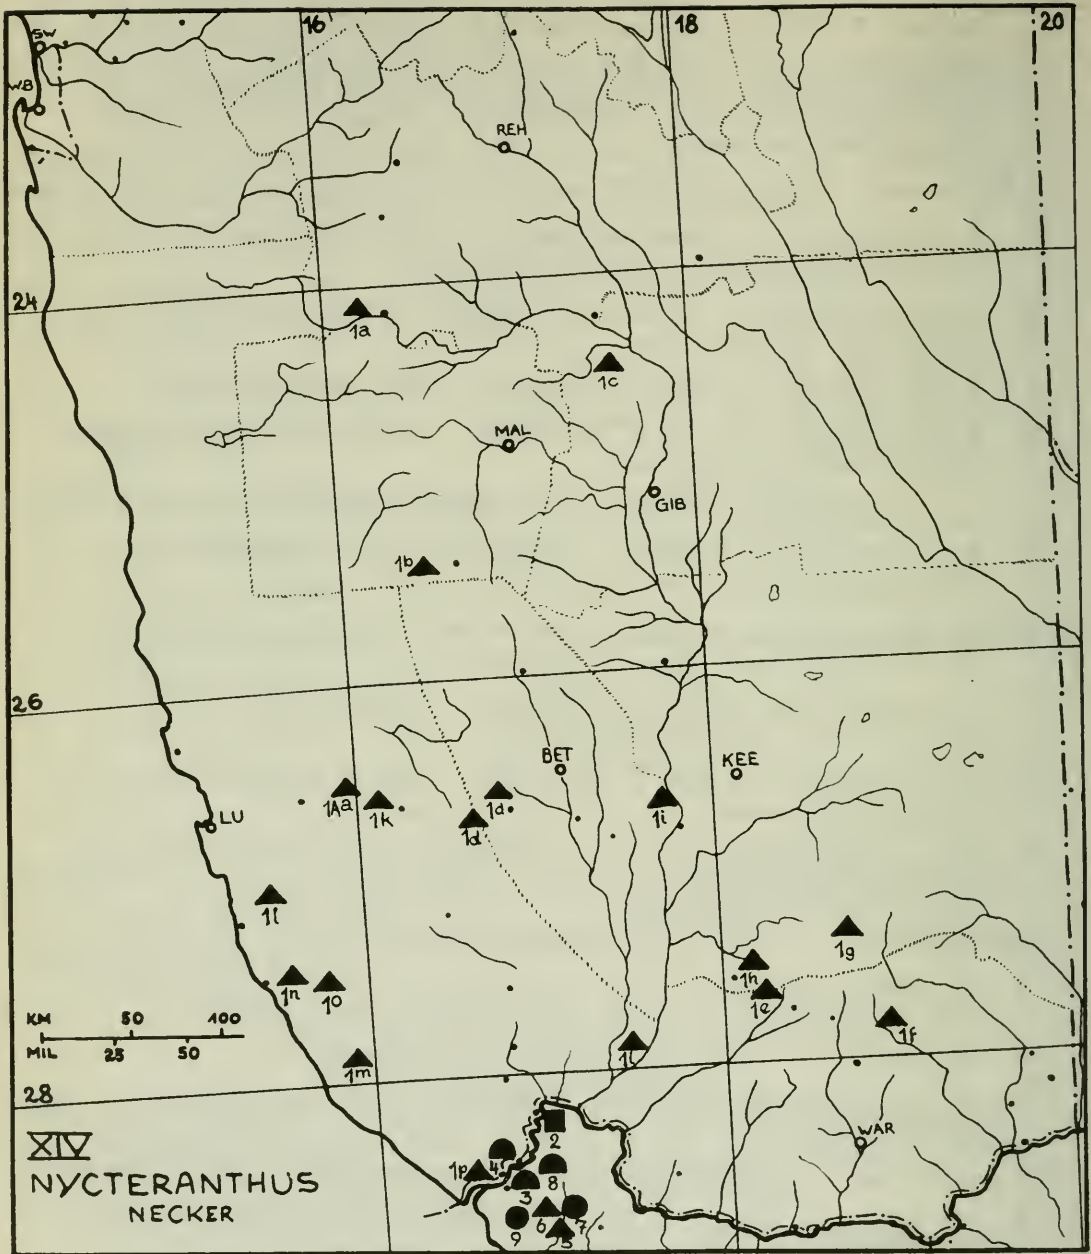 16 18 20
SW
WB
REH
24
1a
1c
MAL
GIB
1b
26
BET
KEE
1Aa
1k
1d
1d
1i
LU
1l
1g
1h
1e
1n
1o
1f
KM 50 100
MIL 25 50
1m
28
XIV
NYCTERANTHUS
NECKER
2
WAR
4
1p
8
3
9
6
7
5